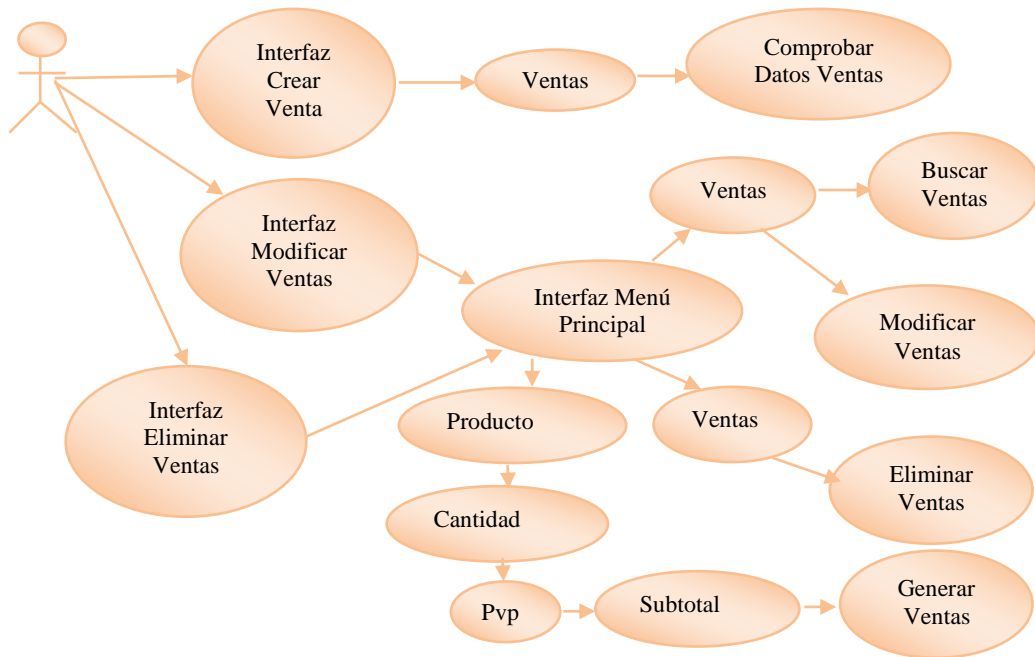 Interfaz
Crear
Venta
Ventas
Comprobar
Datos Ventas
Ventas
Buscar
Ventas
Interfaz
Modificar
Ventas
Interfaz Menú
Principal
Modificar
Ventas
Interfaz
Eliminar
Ventas
Producto
Ventas
Eliminar
Ventas
Cantidad
Pvp
Subtotal
Generar
Ventas